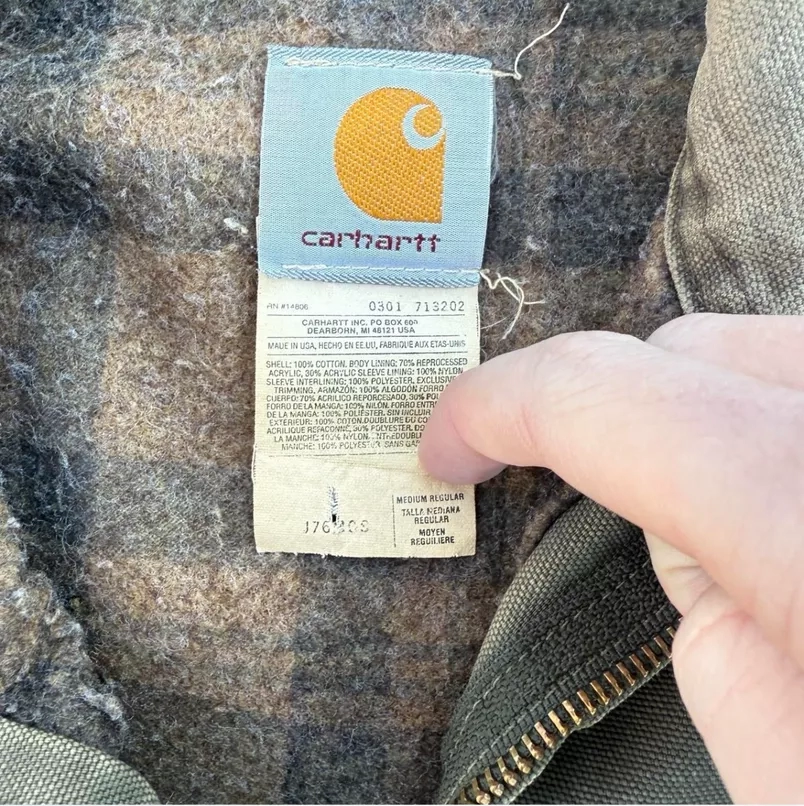 carhartt
RN #14806 0301 713202
CARHARTT INC. PO BOX 600
DEARBORN, MI 48121 USA
MADE IN USA, HECHO EN EE.UU, FABRIQUE AUX ETAS-UNIS
SHELL: 100% COTTON. BODY LINING: 70% REPROCESSED
ACRYLIC, 30% ACRYLIC SLEEVE LINING: 100% NYLON
SLEEVE INTERLINING: 100% POLYESTER. EXCLUSIVE
TRIMMING, ARMAZON: 100% ALGODON FORRO
CUERPO: 70% ACRILICO REPORCESADO, 30%
FORRO DE LA MANGA: 100% NILON. FORRO
DE LA MANGA: 100% POLIESTER. SIN INCLUIR
EXTERIEUR: 100% COTON. DOUBLURE DU
ACRILIQUE REFACONNE, 30% POLYESTER.
LA MANCHE: 100% NYLON.
MANCHE: 100% POLYESTER. SANS
MEDIUM REGULAR
TALLA MEDIANA
REGULAR
MOYEN
REGUILIERE